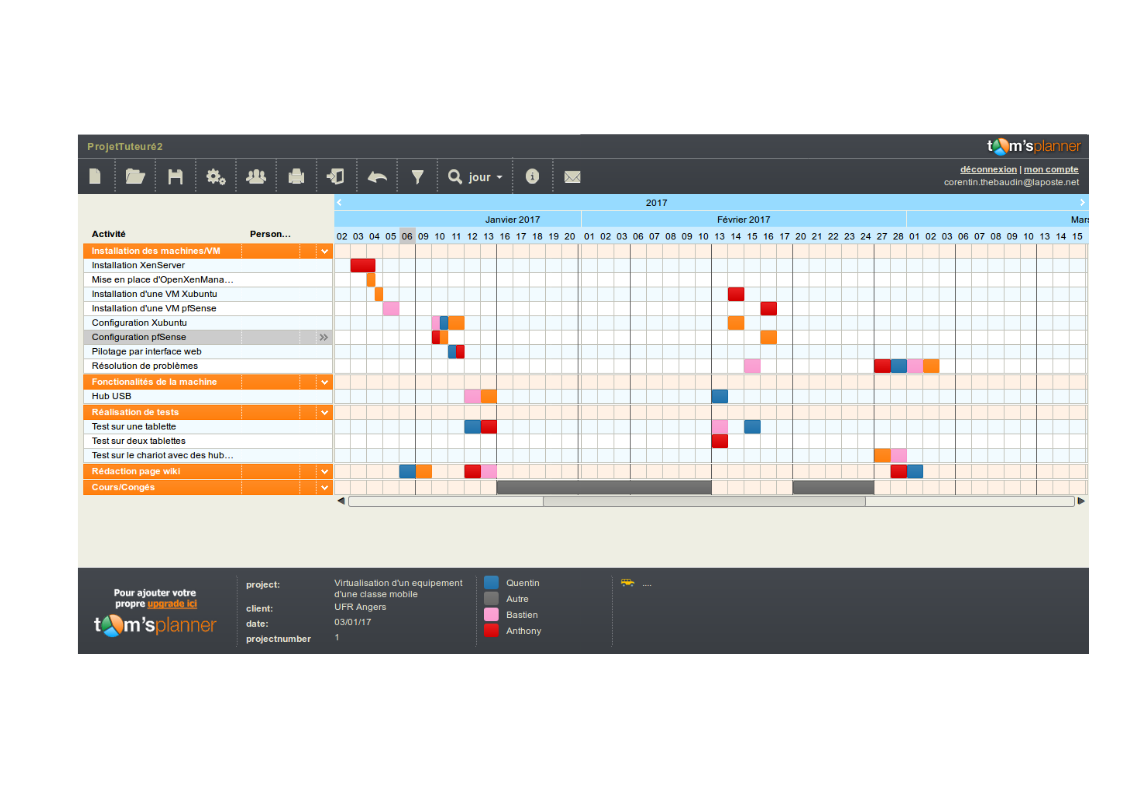 ProjetTuteuré2
tom'splanner
jour
déconnexion | mon compte
corentin.thebaudin@laposte.net
2017
Janvier 2017 Février 2017 Mars
Activité Person...
02 03 04 05 06 09 10 11 12 13 16 17 18 19 20 01 02 03 06 07 08 09 10 13 14 15 16 17 20 21 22 23 24 27 28 01 02 03 06 07 08 09 10 13 14 15
Installation des machines/VM
Installation XenServer
Mise en place d'OpenXenMana...
Installation d'une VM Xubuntu
Installation d'une VM pfSense
Configuration Xubuntu
Configuration pfSense
Pilotage par interface web
Résolution de problèmes
Fonctionalités de la machine
Hub USB
Réalisation de tests
Test sur une tablette
Test sur deux tablettes
Test sur le chariot avec des hub...
Rédaction page wiki
Cours/Congés
Pour ajouter votre
propre upgrade ici
tom'splanner
project: Virtualisation d'un equipement
d'une classe mobile
client: UFR Angers
date: 03/01/17
projectnumber 1
Quentin
Autre
Bastien
Anthony
....